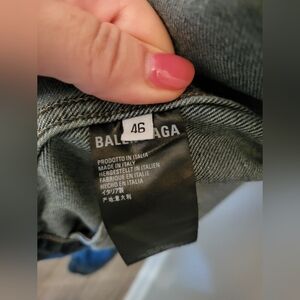 46
BALENCIAGA
PRODOTTO IN ITALIA
MADE IN ITALY
HERGESTELLT IN ITALIEN
FABRIQUÉ EN ITALIE
HECHO EN ITALIA
イタリア製
产地:意大利